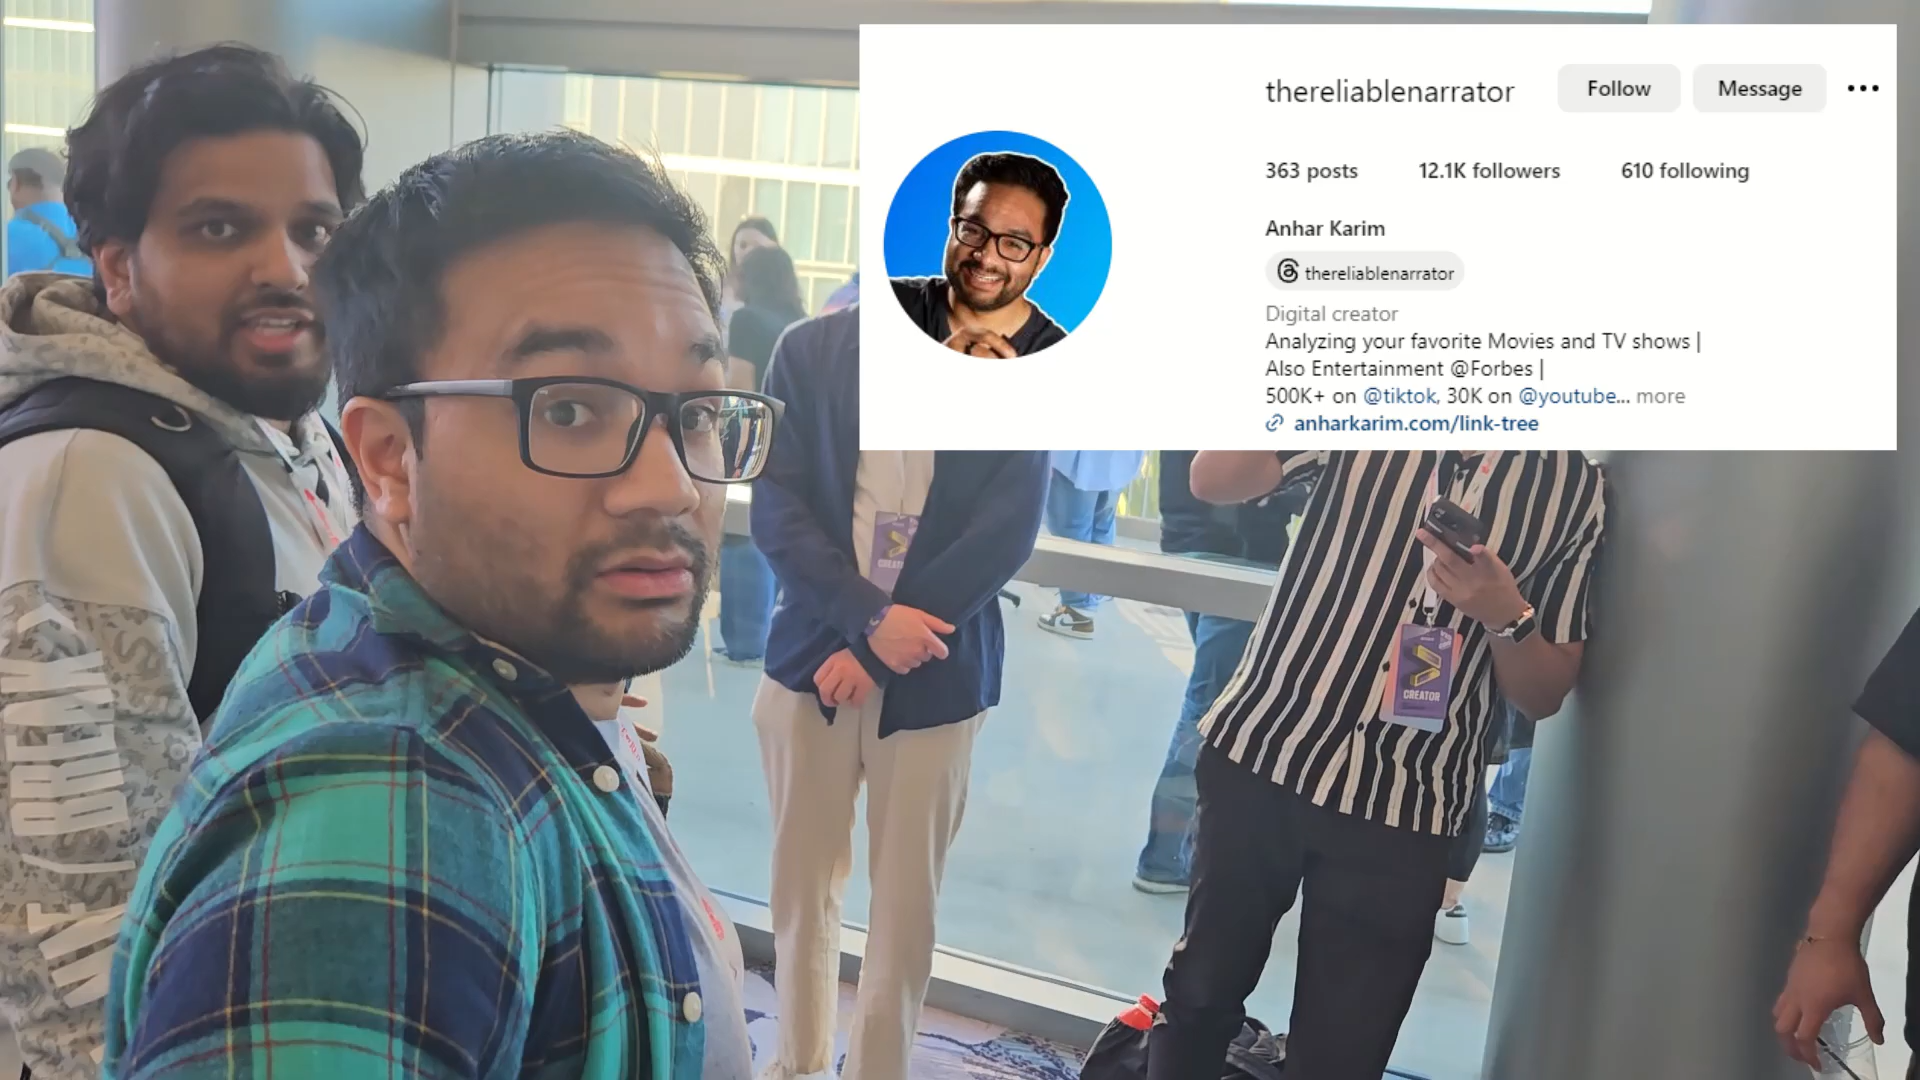 thereliablenarrator
Follow
Message
363 posts
12.1K followers
610 following
Anhar Karim
thereliablenarrator
Digital creator
Analyzing your favorite Movies and TV shows |
Also Entertainment @Forbes |
500K+ on @tiktok, 30K on @youtube... more
anharkarim.com/link-tree
/ BREAK >
CREATOR